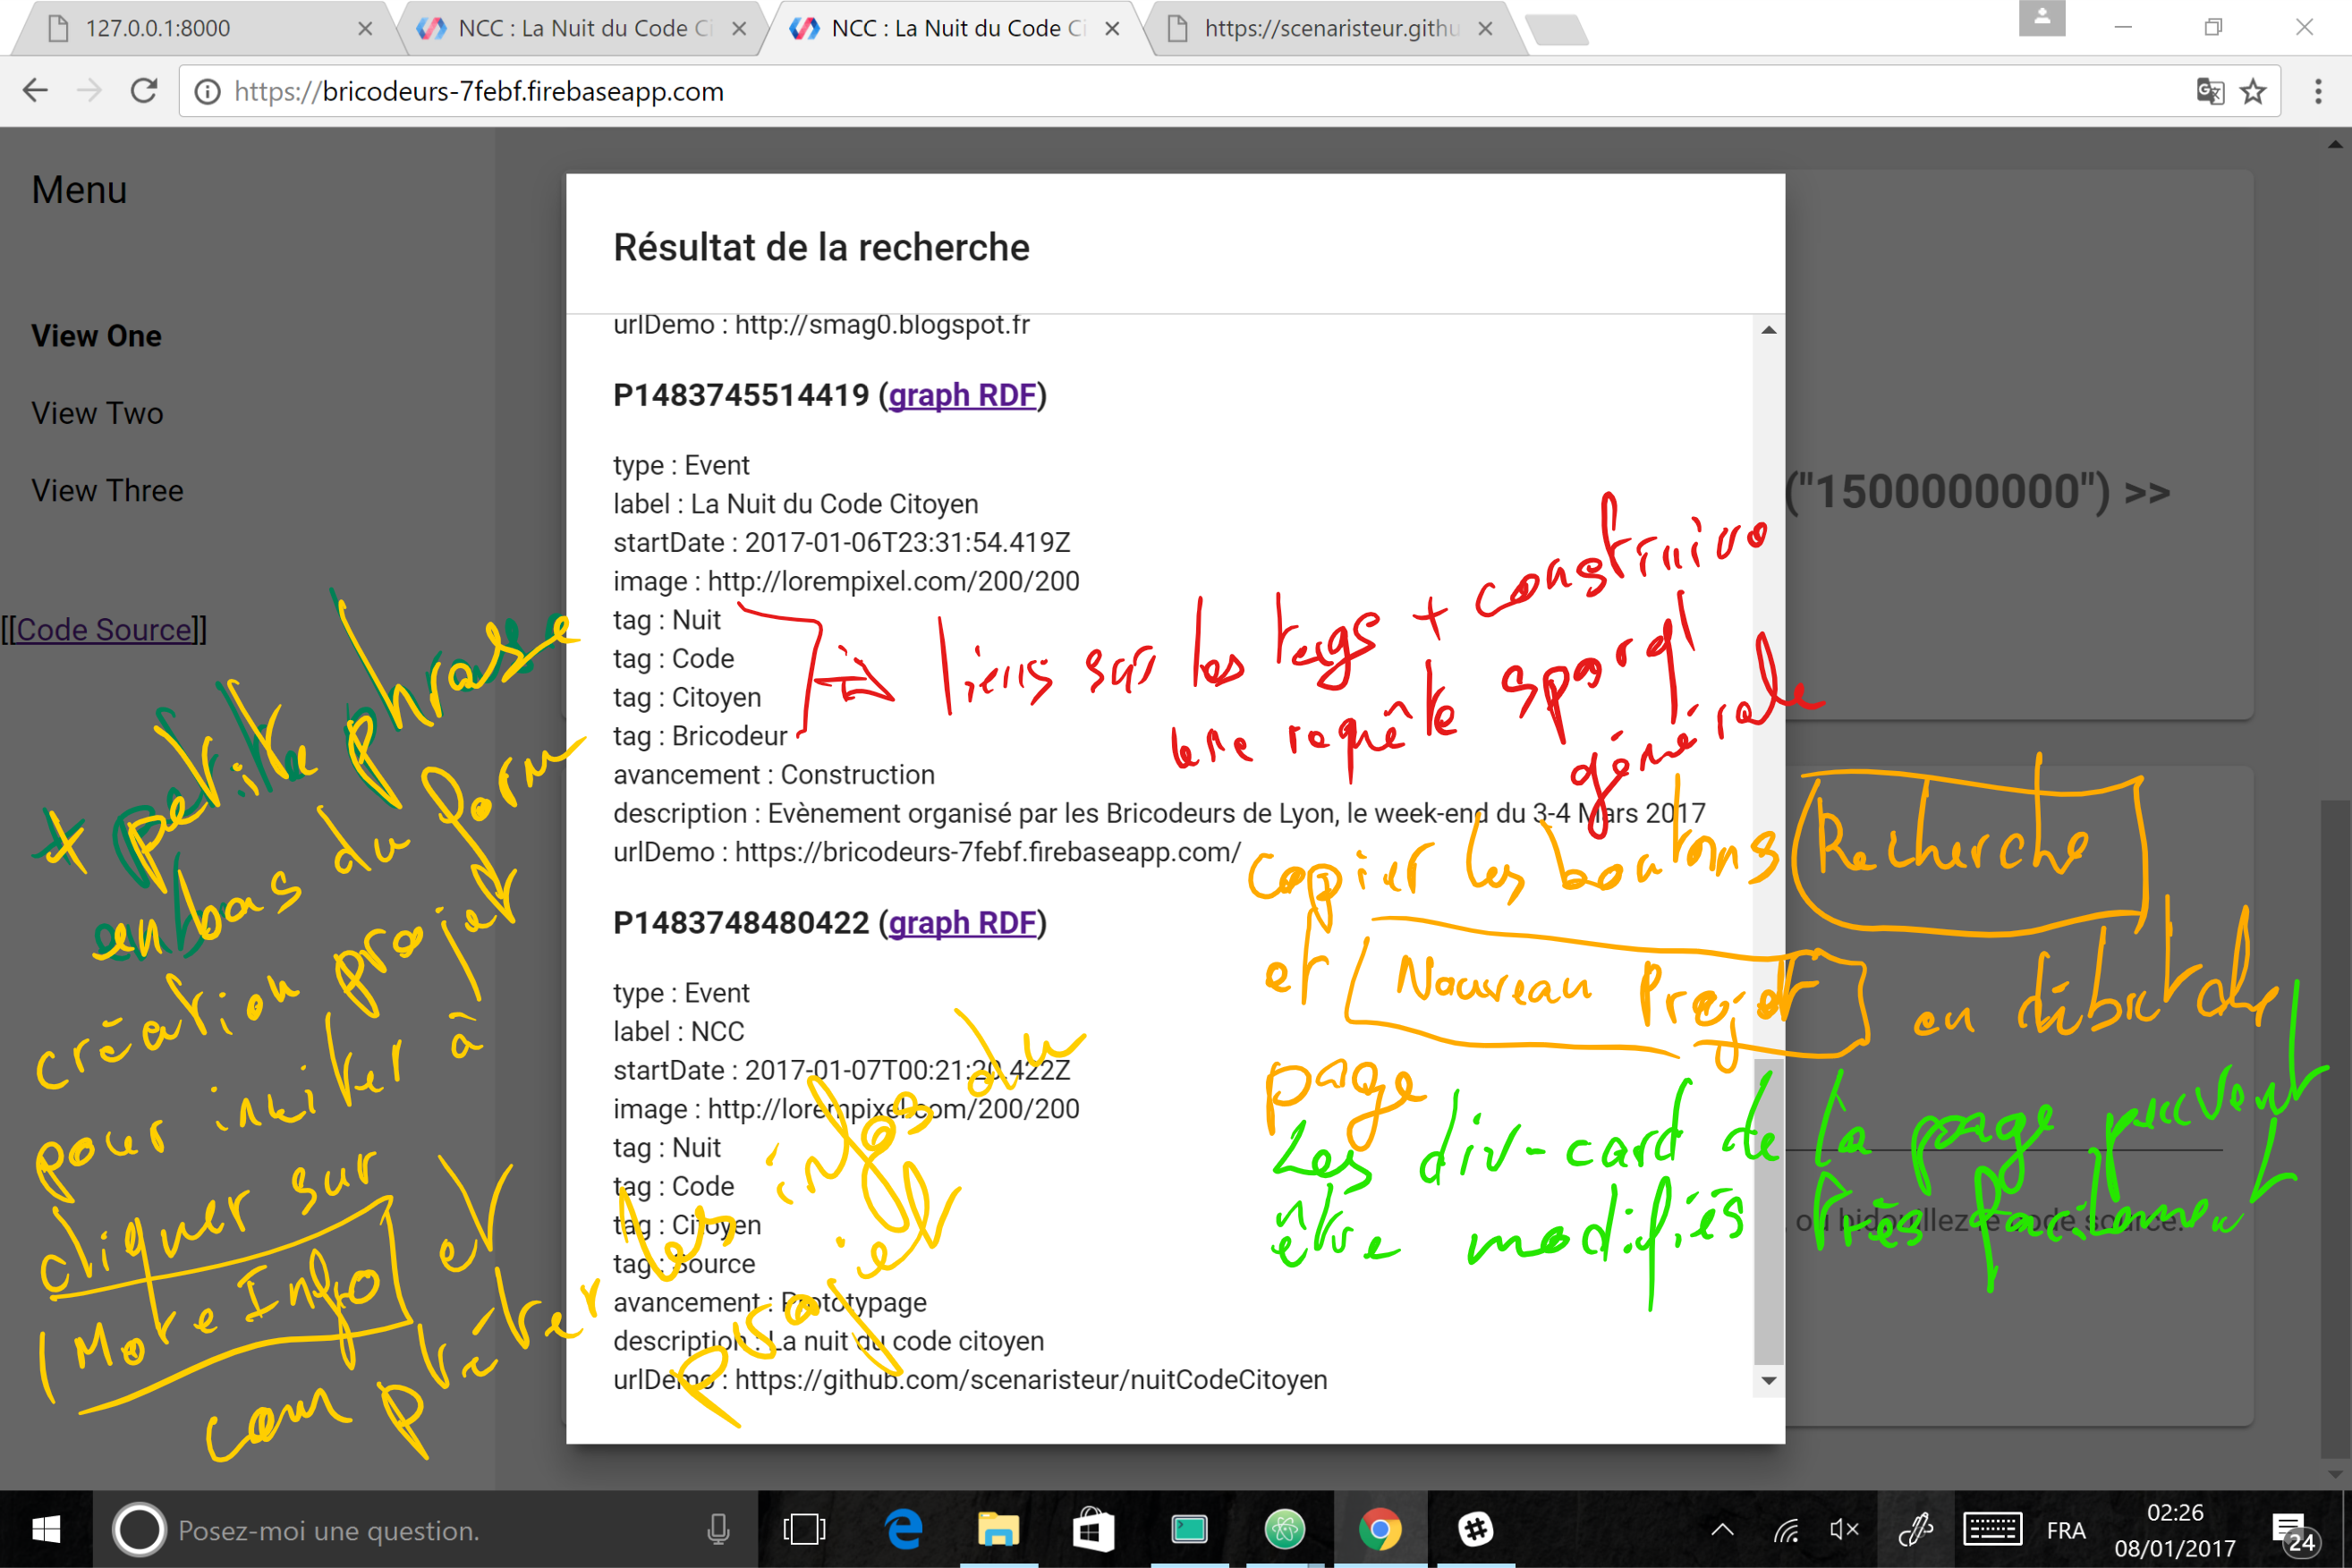 127.0.0.1:8000
NCC : La Nuit du Code Ci
NCC : La Nuit du Code Ci
https://scenaristeur.githu
https://bricodeurs-7febf.firebaseapp.com
Menu
View One
View Two
View Three
[[Code Source]]
Résultat de la recherche
urlDemo : http://smag0.blogspot.fr
P1483745514419 (graph RDF)
type : Event
label : La Nuit du Code Citoyen
startDate : 2017-01-06T23:31:54.419Z
image : http://lorempixel.com/200/200
tag : Nuit
tag : Code
tag : Citoyen
tag : Bricodeur
avancement : Construction
description : Evènement organisé par les Bricodeurs de Lyon, le week-end du 3-4 Mars 2017
urlDemo : https://bricodeurs-7febf.firebaseapp.com/
P1483748480422 (graph RDF)
type : Event
label : NCC
startDate : 2017-01-07T00:21:20.422Z
image : http://lorempixel.com/200/200
tag : Nuit
tag : Code
tag : Citoyen
tag : Source
avancement : Prototypage
description : La nuit du code citoyen
urlDemo : https://github.com/scenaristeur/nuitCodeCitoyen
("1500000000") >>
ou bidouillez le code source.
liens sur les tags + construire
une requête sparql
générale
copier les boutons Recherche
et Nouveau Projet en début de
page
Les div-card de la page peuvent
être modifiés très facilement
+ petite phrase
en bas du form
création projet
pour inviter à
cliquer sur
More Info et
compléter les infos du
projet
Posez-moi une question.
FRA
02:26
08/01/2017
24